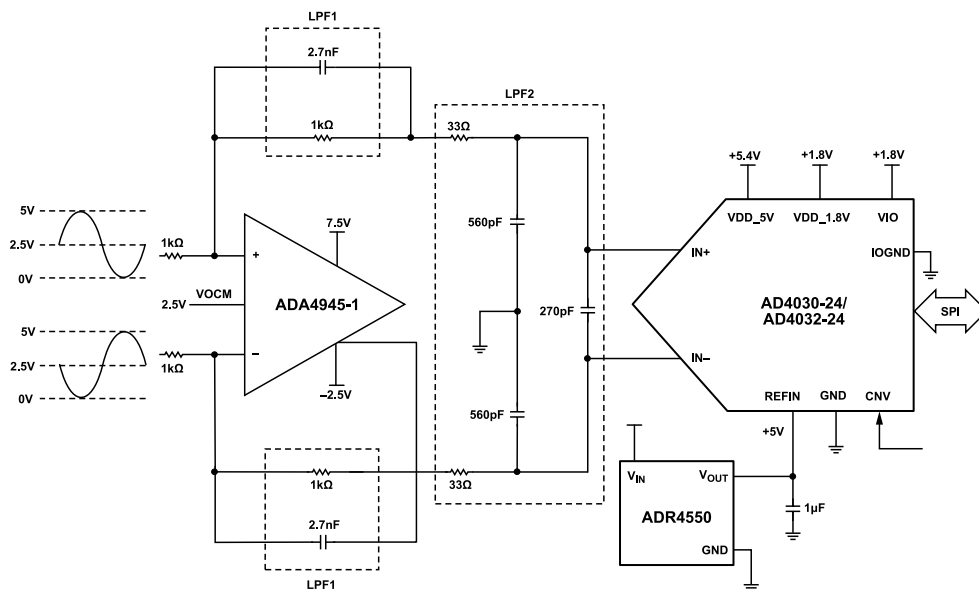 LPF1
2.7nF
1kΩ
LPF2
33Ω
+5.4V
+1.8V
+1.8V
VDD_5V
VDD_1.8V
VIO
5V
2.5V
0V
1kΩ
560pF
7.5V
+
IN+
IOGND
ADA4945-1
VOCM
2.5V
270pF
AD4030-24/
AD4032-24
SPI
5V
2.5V
0V
1kΩ
−
−2.5V
IN−
560pF
REFIN
GND
CNV
+5V
1kΩ
33Ω
VIN
VOUT
ADR4550
1µF
GND
2.7nF
LPF1